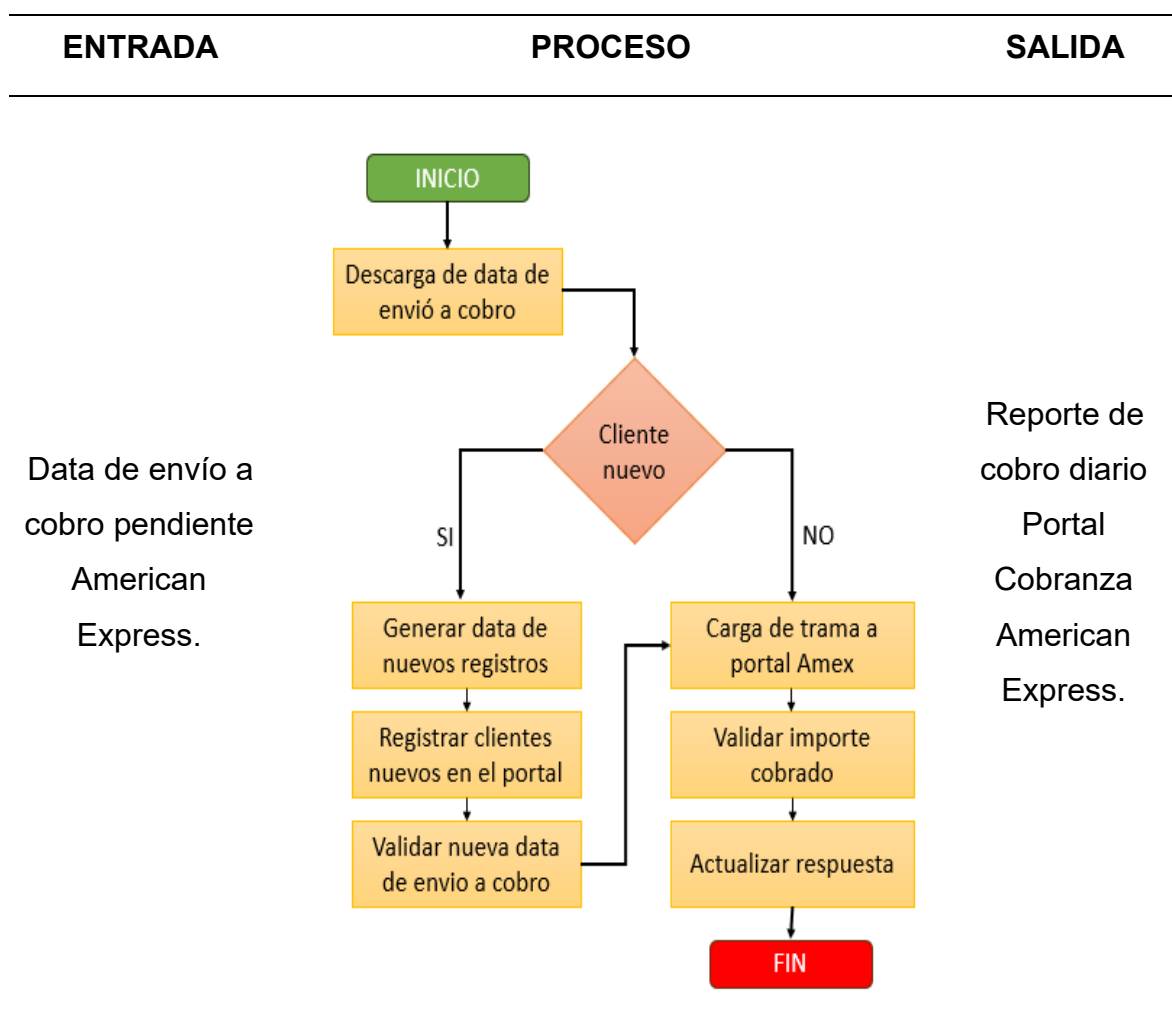 ENTRADA PROCESO SALIDA
INICIO
Descarga de data de
envió a cobro
Cliente
nuevo
SI
NO
Data de envío a
cobro pendiente
American
Express.
Generar data de
nuevos registros
Registrar clientes
nuevos en el portal
Validar nueva data
de envio a cobro
Carga de trama a
portal Amex
Validar importe
cobrado
Actualizar respuesta
FIN
Reporte de
cobro diario
Portal
Cobranza
American
Express.